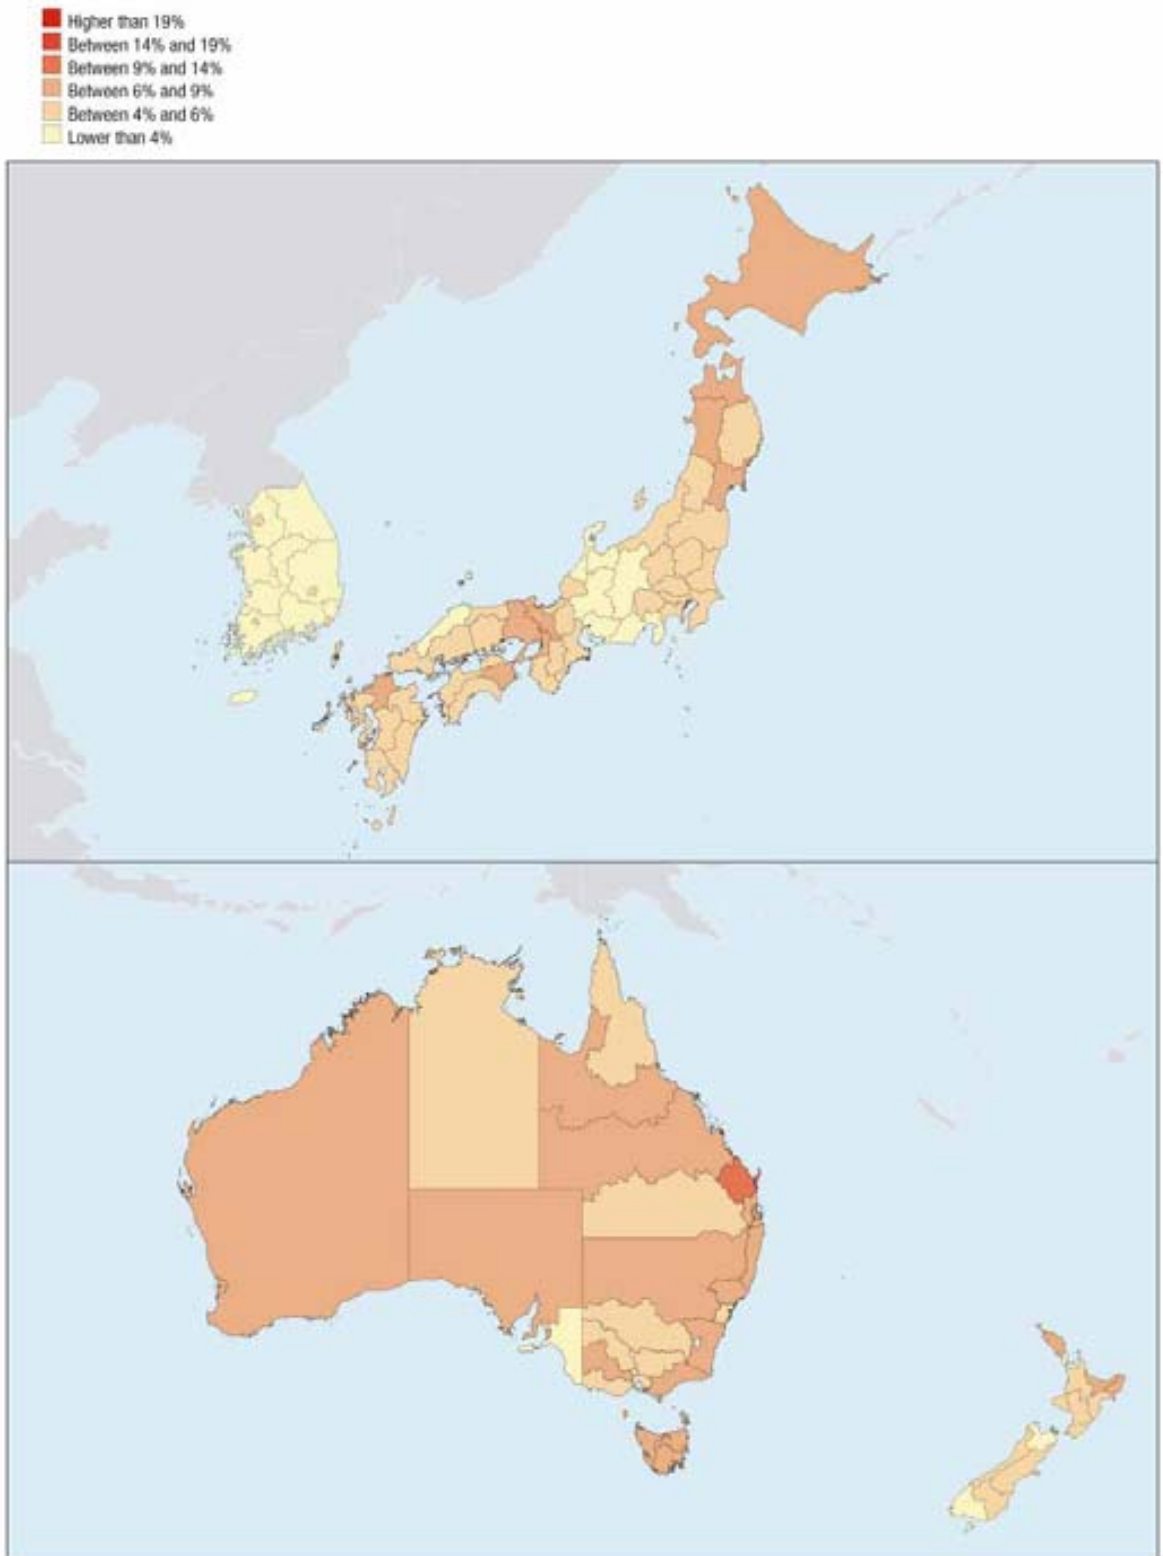 Higher than 19%
Between 14% and 19%
Between 9% and 14%
Between 6% and 9%
Between 4% and 6%
Lower than 4%